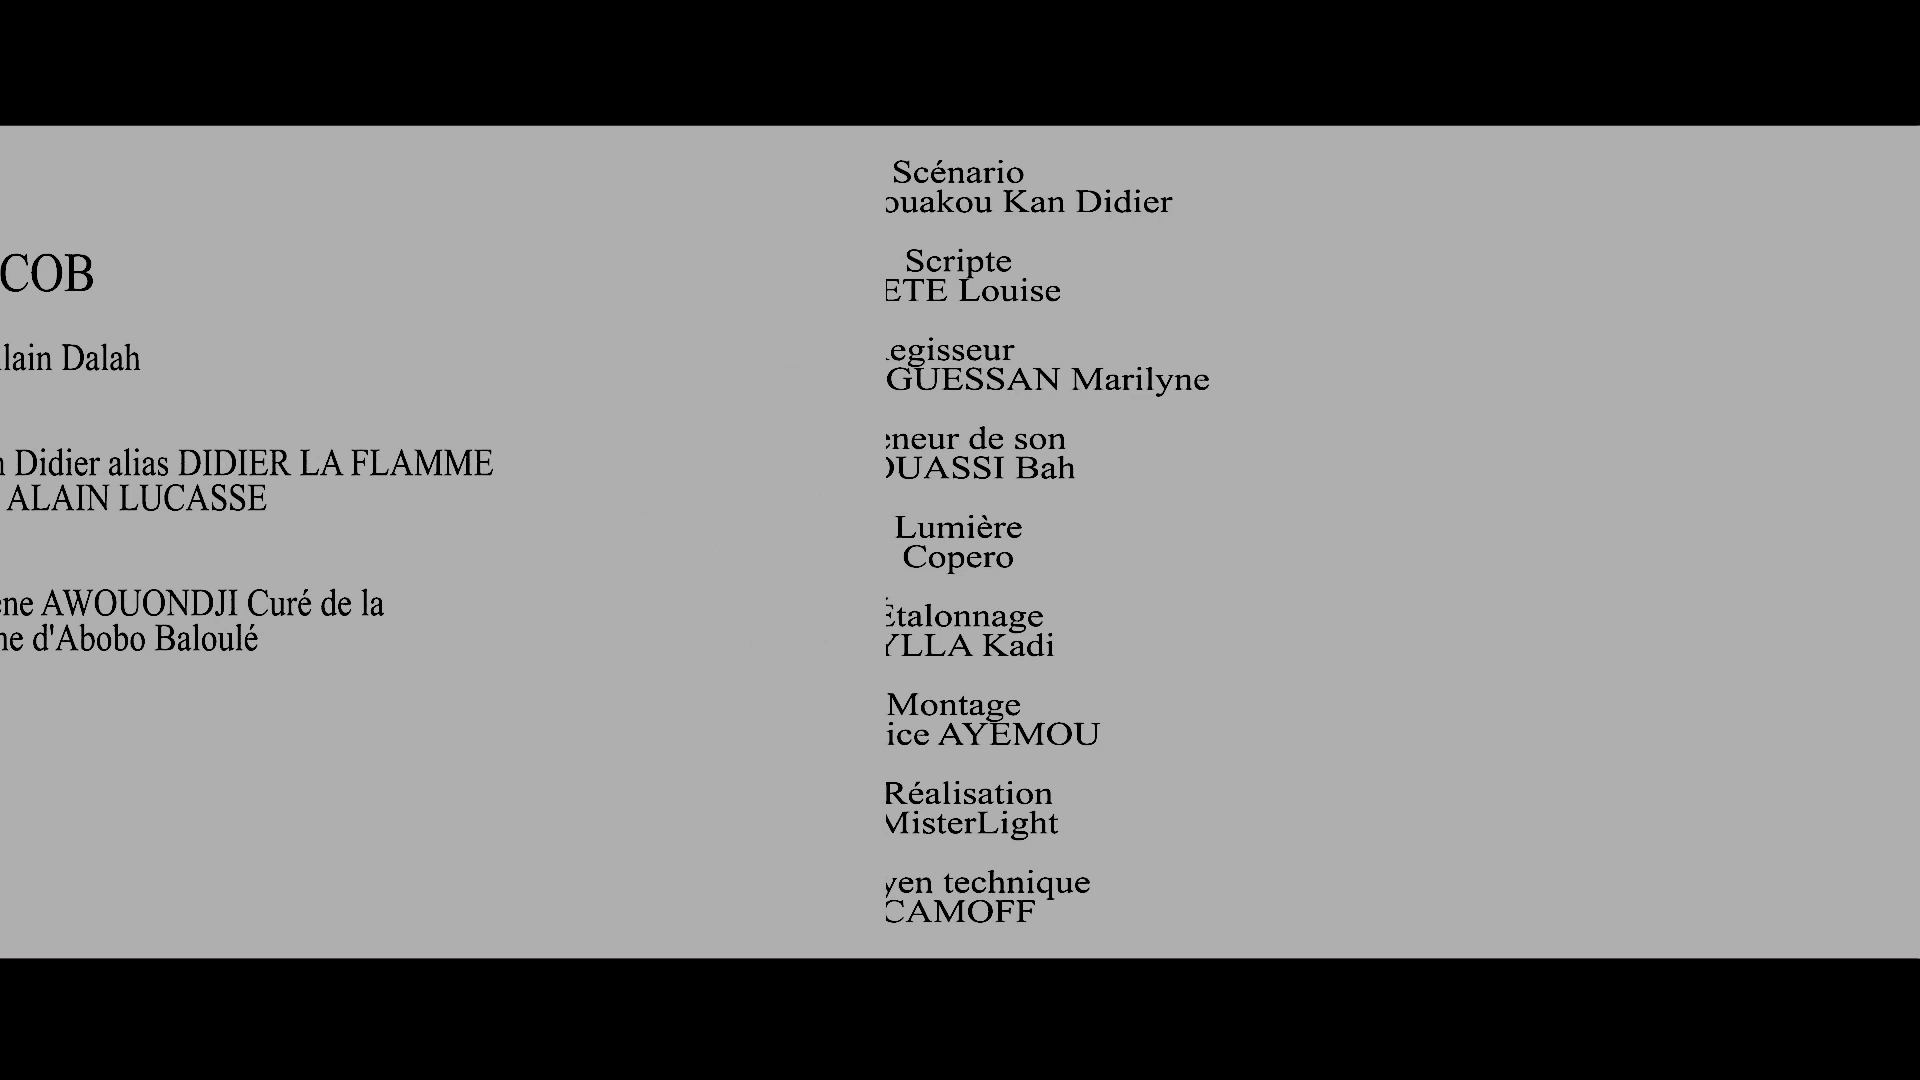 COB
lain Dalah
Didier alias DIDIER LA FLAMME
ALAIN LUCASSE
AWOUONDJI Curé de la
d'Abobo Baloulé
Scénario
ouakou Kan Didier
Scripte
ETE Louise
egisseur
GUESSAN Marilyne
neur de son
OUASSI Bah
Lumière
Copero
Étalonnage
YLLA Kadi
Montage
ice AYEMOU
Réalisation
MisterLight
yen technique
CAMOFF